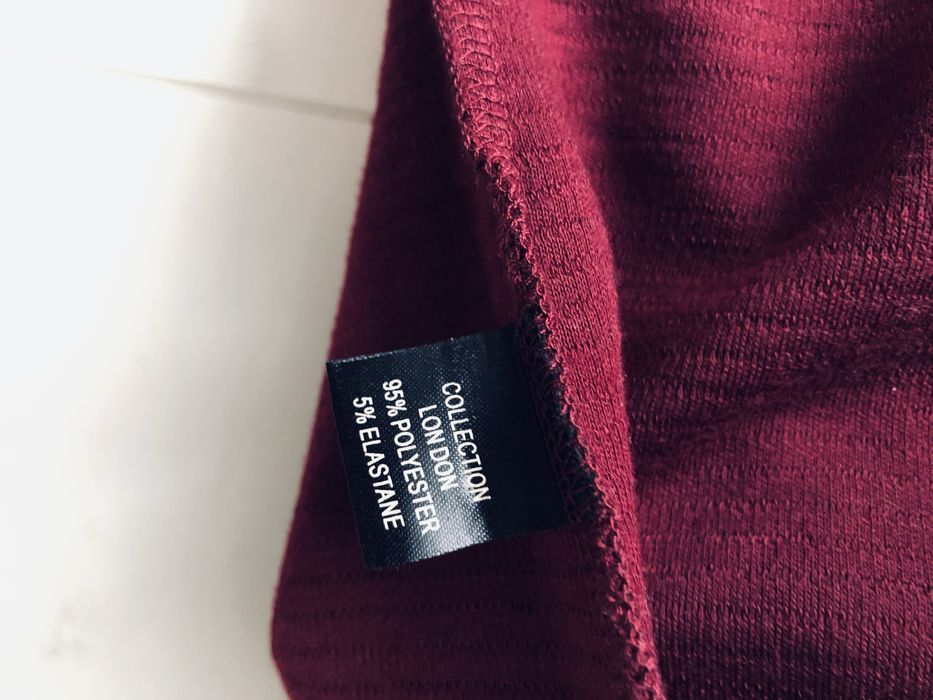 COLLECTION
LONDON
95% POLYESTER
5% ELASTANE